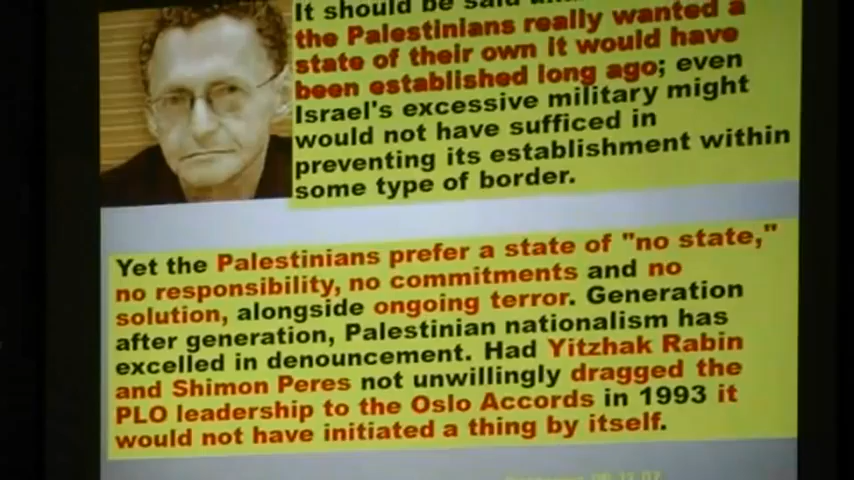 It should be said
the Palestinians really wanted a
state of their own it would have
been established long ago; even
Israel's excessive military might
would not have sufficed in
preventing its establishment within
some type of border.
Yet the Palestinians prefer a state of "no state,"
no responsibility, no commitments and no
solution, alongside ongoing terror. Generation
after generation, Palestinian nationalism has
excelled in denouncement. Had Yitzhak Rabin
and Shimon Peres not unwillingly dragged the
PLO leadership to the Oslo Accords in 1993 it
would not have initiated a thing by itself.